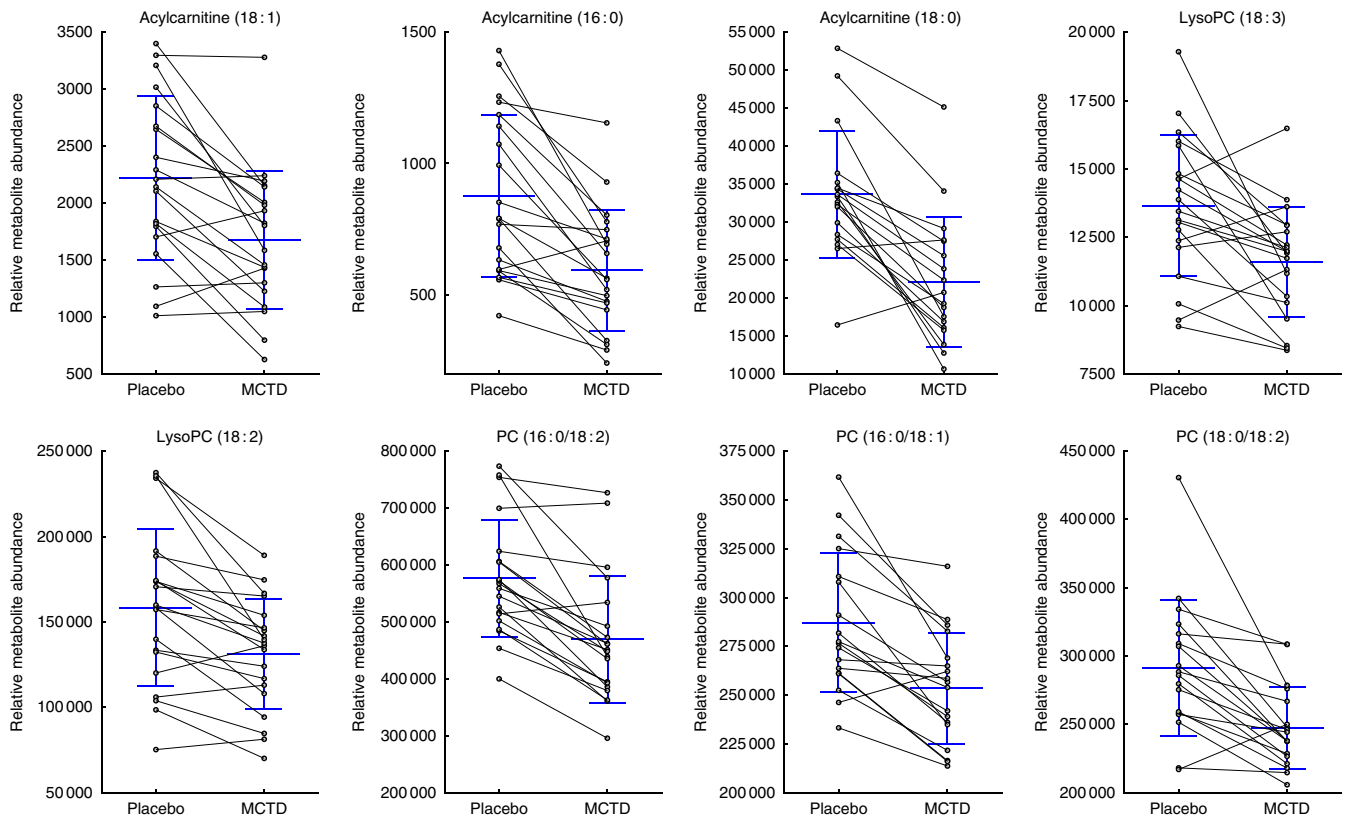 Acylcarnitine (18:1)
Relative metabolite abundance
3500
3000
2500
2000
1500
1000
500
Placebo MCTD
Acylcarnitine (16:0)
Relative metabolite abundance
1500
1000
500
Placebo MCTD
Acylcarnitine (18:0)
Relative metabolite abundance
55 000
50 000
45 000
40 000
35 000
30 000
25 000
20 000
15 000
10 000
Placebo MCTD
LysoPC (18:3)
Relative metabolite abundance
20 000
17 500
15 000
12 500
10 000
7500
Placebo MCTD
LysoPC (18:2)
Relative metabolite abundance
250 000
200 000
150 000
100 000
50 000
Placebo MCTD
PC (16:0/18:2)
Relative metabolite abundance
800 000
700 000
600 000
500 000
400 000
300 000
200 000
Placebo MCTD
PC (16:0/18:1)
Relative metabolite abundance
375 000
350 000
325 000
300 000
275 000
250 000
225 000
200 000
Placebo MCTD
PC (18:0/18:2)
Relative metabolite abundance
450 000
400 000
350 000
300 000
250 000
200 000
Placebo MCTD